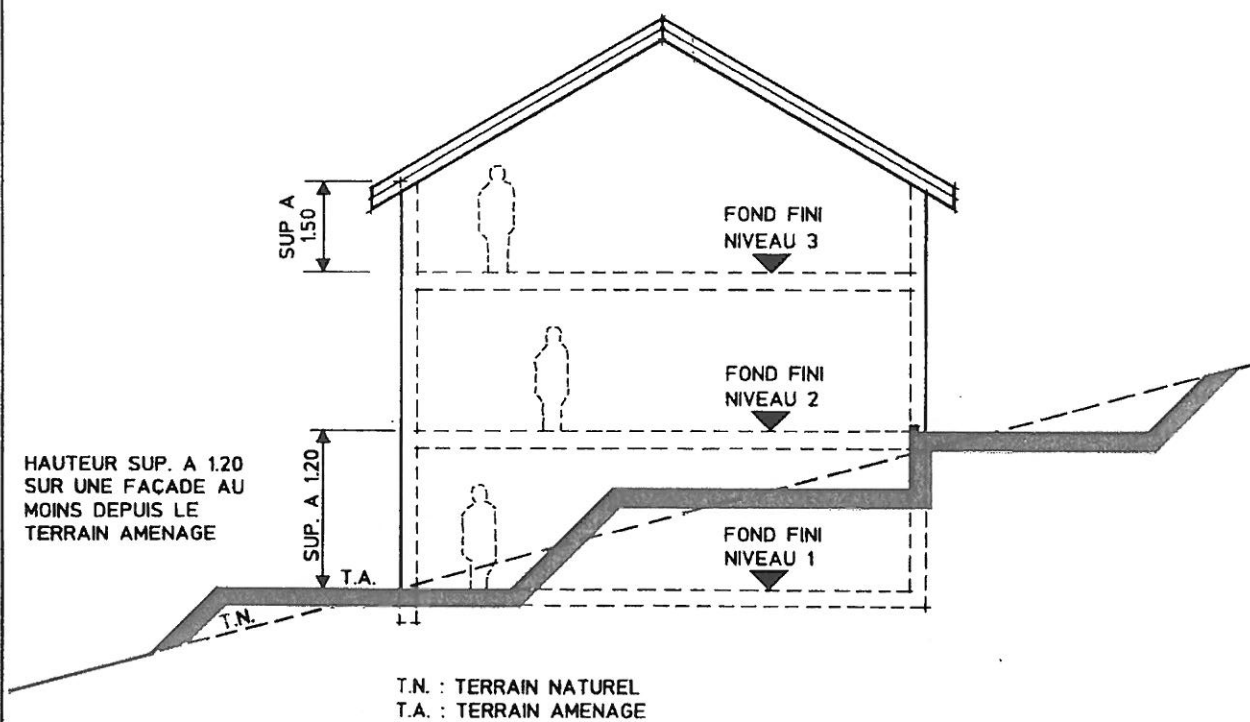 SUP A
1.50
FOND FINI
NIVEAU 3
FOND FINI
NIVEAU 2
HAUTEUR SUP. A 1.20
SUR UNE FAÇADE AU
MOINS DEPUIS LE
TERRAIN AMENAGE
SUP. A 1.20
FOND FINI
NIVEAU 1
T.A.
T.N.
T.N. : TERRAIN NATUREL
T.A. : TERRAIN AMENAGE